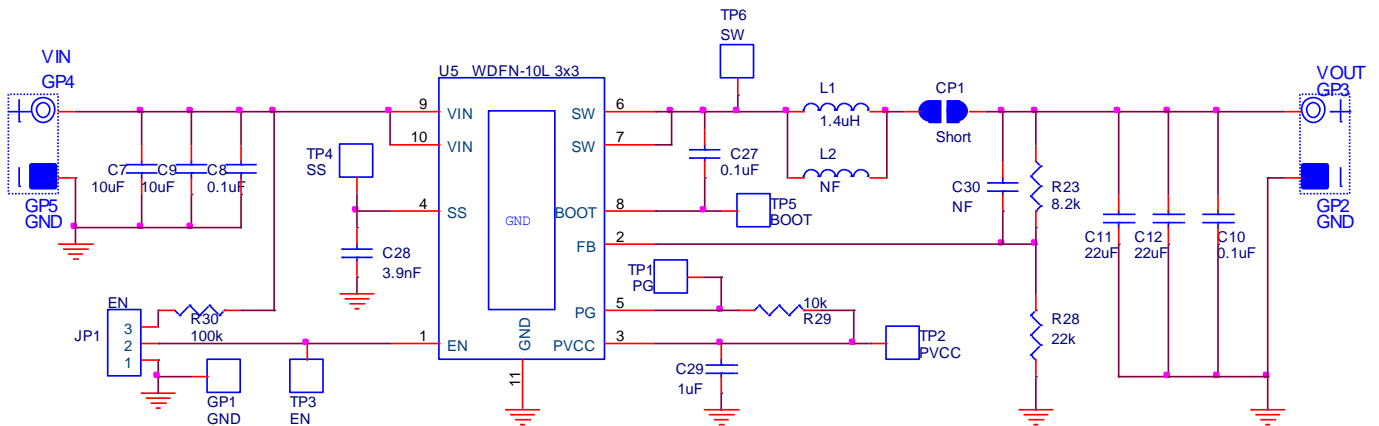 TP6
SW
VIN
GP4
U5 WDFN-10L 3x3
L1
1.4uH
CP1
Short
VOUT
GP3
9
VIN
SW
6
10
VIN
SW
7
C7
10uF
C9
10uF
C8
0.1uF
TP4
SS
C27
0.1uF
L2
NF
C30
NF
R23
8.2k
GP5
GND
GP2
GND
4
SS
GND
BOOT
8
TP5
BOOT
FB
2
C28
3.9nF
C11
22uF
C12
22uF
C10
0.1uF
TP1
PG
EN
JP1
3
2
1
R30
100k
PG
5
10k
R29
R28
22k
1
EN
GND
PVCC
3
TP2
PVCC
11
C29
1uF
GP1
GND
TP3
EN